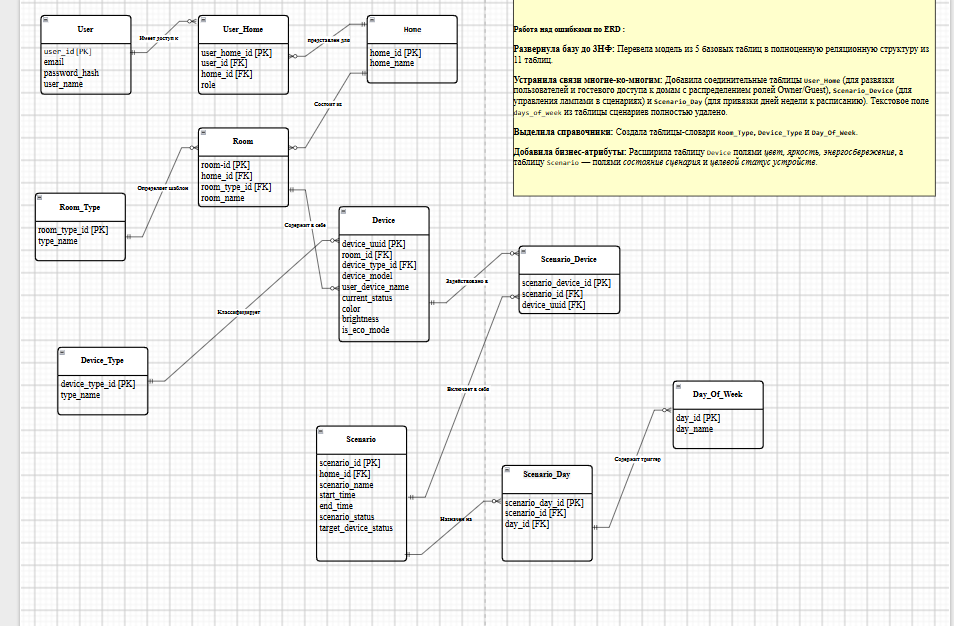 User
user_id[PK]
email
password_hash
user_name
Имеет доступ к
User_Home
user_home_id [PK]
user_id [FK]
home_id [FK]
role
представлен для
Home
home_id [PK]
home_name
Состоит из
Room
room-id [PK]
home_id [FK]
room_type_id [FK]
room_name
Определяет шаблон
Room_Type
room_type_id [PK]
type_name
Содержит в себе
Device
device_uuid [PK]
room_id [FK]
device_type_id [FK]
device_model
user_device_name
current_status
color
brightness
is_eco_mode
Классифицирует
Device_Type
device_type_id [PK]
type_name
Задействовано в
Scenario_Device
scenario_device_id [PK]
scenario_id [FK]
device_uuid [FK]
Включает в себя
Scenario
scenario_id [PK]
home_id [FK]
scenario_name
start_time
end_time
scenario_status
target_device_status
Назначен на
Scenario_Day
scenario_day_id [PK]
scenario_id [FK]
day_id [FK]
Содержит триггер
Day_Of_Week
day_id [PK]
day_name
Работа над ошибками по ERD :
Развернула базу до 3НФ: Перевела модель из 5 базовых таблиц в полноценную реляционную структуру из
11 таблиц.
Устранила связи многие-ко-многим: Добавила соединительные таблицы User_Home (для развязки
пользователей и гостевого доступа к домам с распределением ролей Owner/Guest), Scenario_Device (для
управления лампами в сценариях) и Scenario_Day (для привязки дней недели к расписанию). Текстовое поле
days_of_week из таблицы сценариев полностью удалено.
Выделила справочники: Создала таблицы-словари Room_Type, Device_Type и Day_Of_Week.
Добавила бизнес-атрибуты: Расширила таблицу Device полями цвет, яркость, энергосбережение, а
таблицу Scenario — полями состояние сценария и целевой статус устройств.